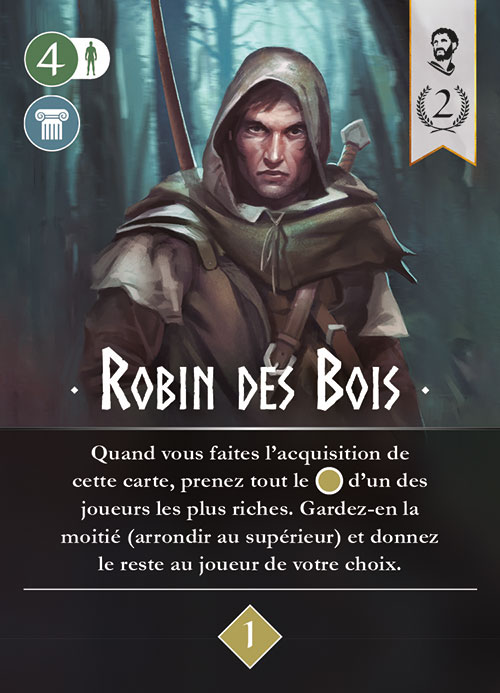 4
2
· Robin des Bois ·
Quand vous faites l'acquisition de
cette carte, prenez tout le d'un des
joueurs les plus riches. Gardez-en la
moitié (arrondir au supérieur) et donnez
le reste au joueur de votre choix.
1